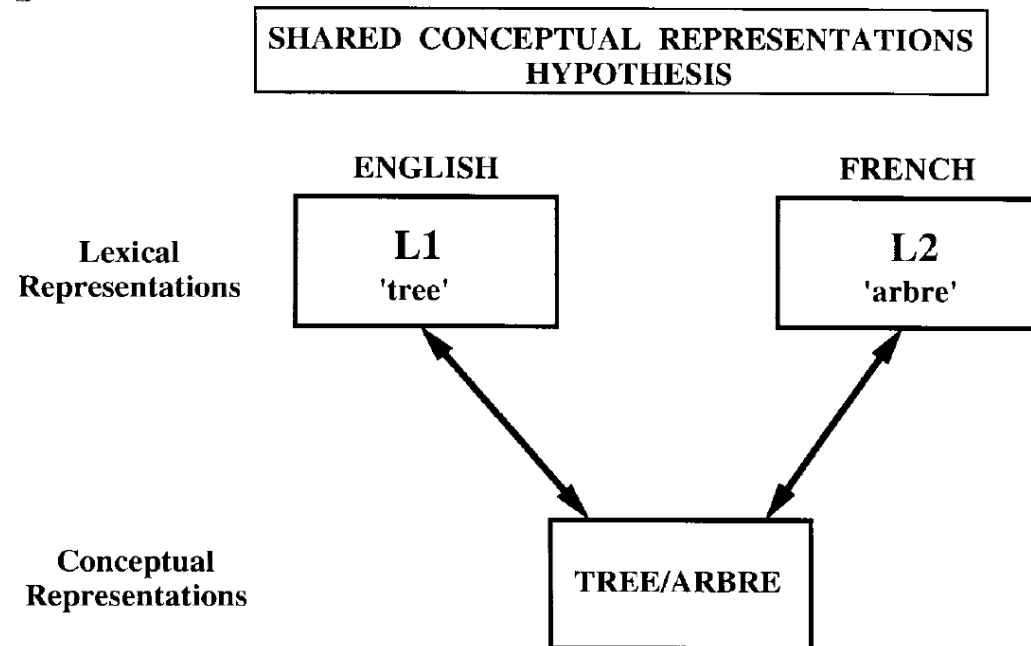 SHARED CONCEPTUAL REPRESENTATIONS
HYPOTHESIS
ENGLISH
FRENCH
Lexical
Representations
L1
'tree'
L2
'arbre'
Conceptual
Representations
TREE/ARBRE